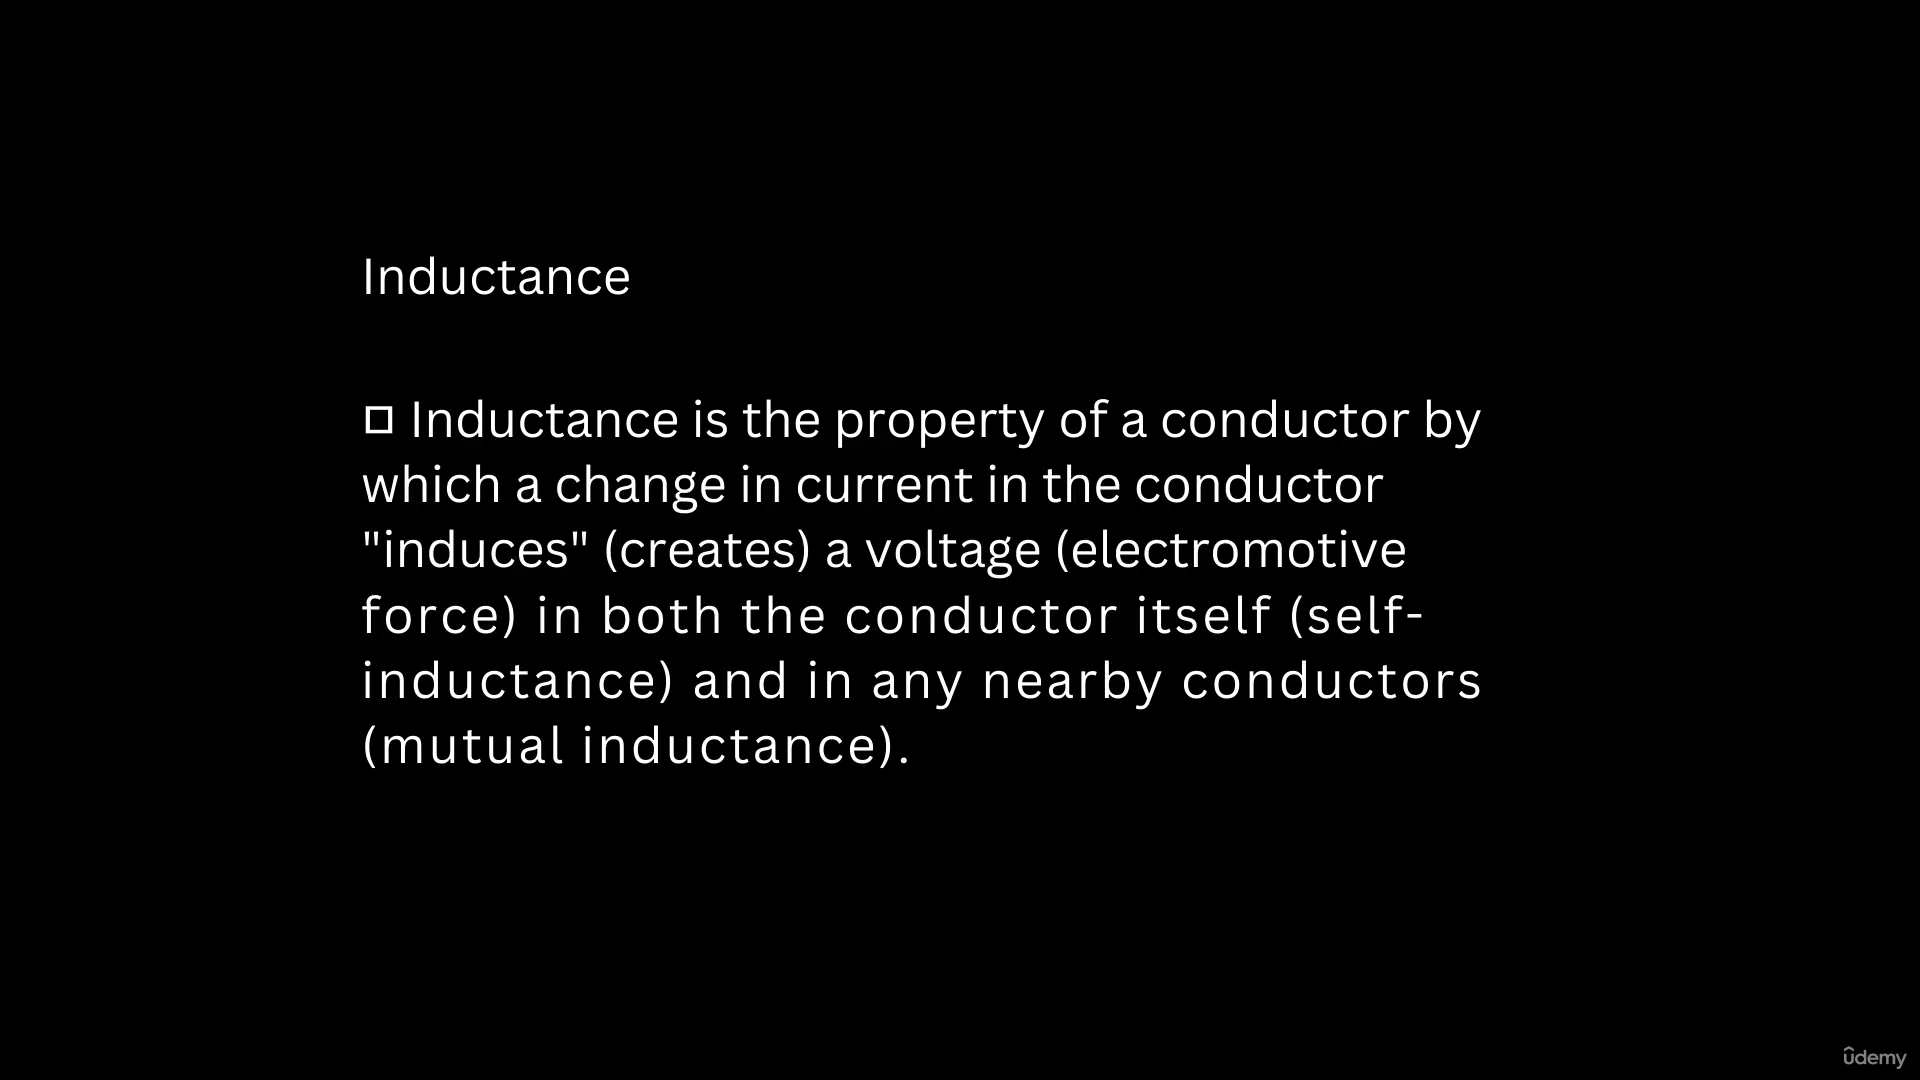 Inductance
□ Inductance is the property of a conductor by
which a change in current in the conductor
"induces" (creates) a voltage (electromotive
force) in both the conductor itself (self-
inductance) and in any nearby conductors
(mutual inductance).
ûdemy